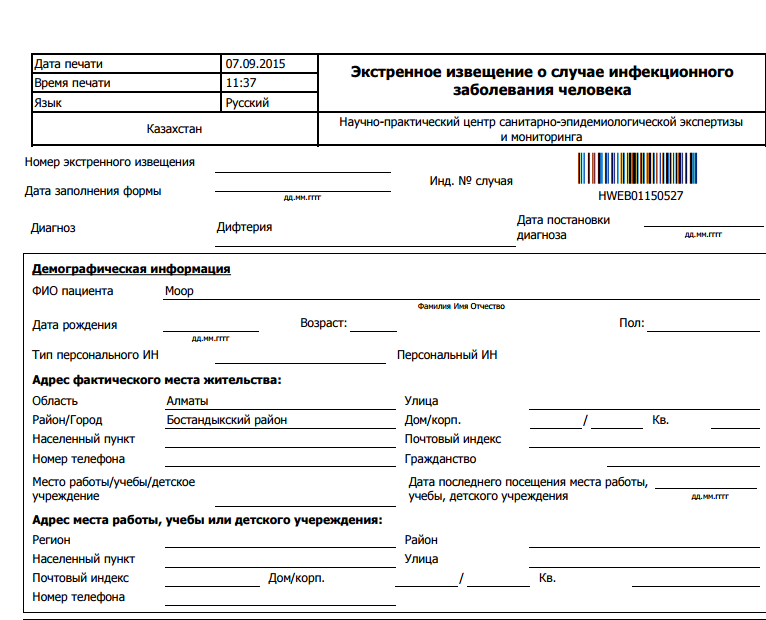 Дата печати 07.09.2015
Время печати 11:37
Язык Русский
Экстренное извещение о случае инфекционного
заболевания человека
Казахстан
Научно-практический центр санитарно-эпидемиологической экспертизы
и мониторинга
Номер экстренного извещения
Дата заполнения формы
дд.мм.гггг
Инд. № случая
HWEB01150527
Диагноз Дифтерия
Дата постановки
диагноза
дд.мм.гггг
Демографическая информация
ФИО пациента Моор
Фамилия Имя Отчество
Дата рождения Возраст: Пол:
дд.мм.гггг
Тип персонального ИН Персональный ИН
Адрес фактического места жительства:
Область Алматы Улица
Район/Город Бостандыкский район Дом/корп. / Кв.
Населенный пункт Почтовый индекс
Номер телефона Гражданство
Место работы/учебы/детское
учреждение
Дата последнего посещения места работы,
учебы, детского учреждения
дд.мм.гггг
Адрес места работы, учебы или детского учереждения:
Регион Район
Населенный пункт Улица
Почтовый индекс Дом/корп. / Кв.
Номер телефона